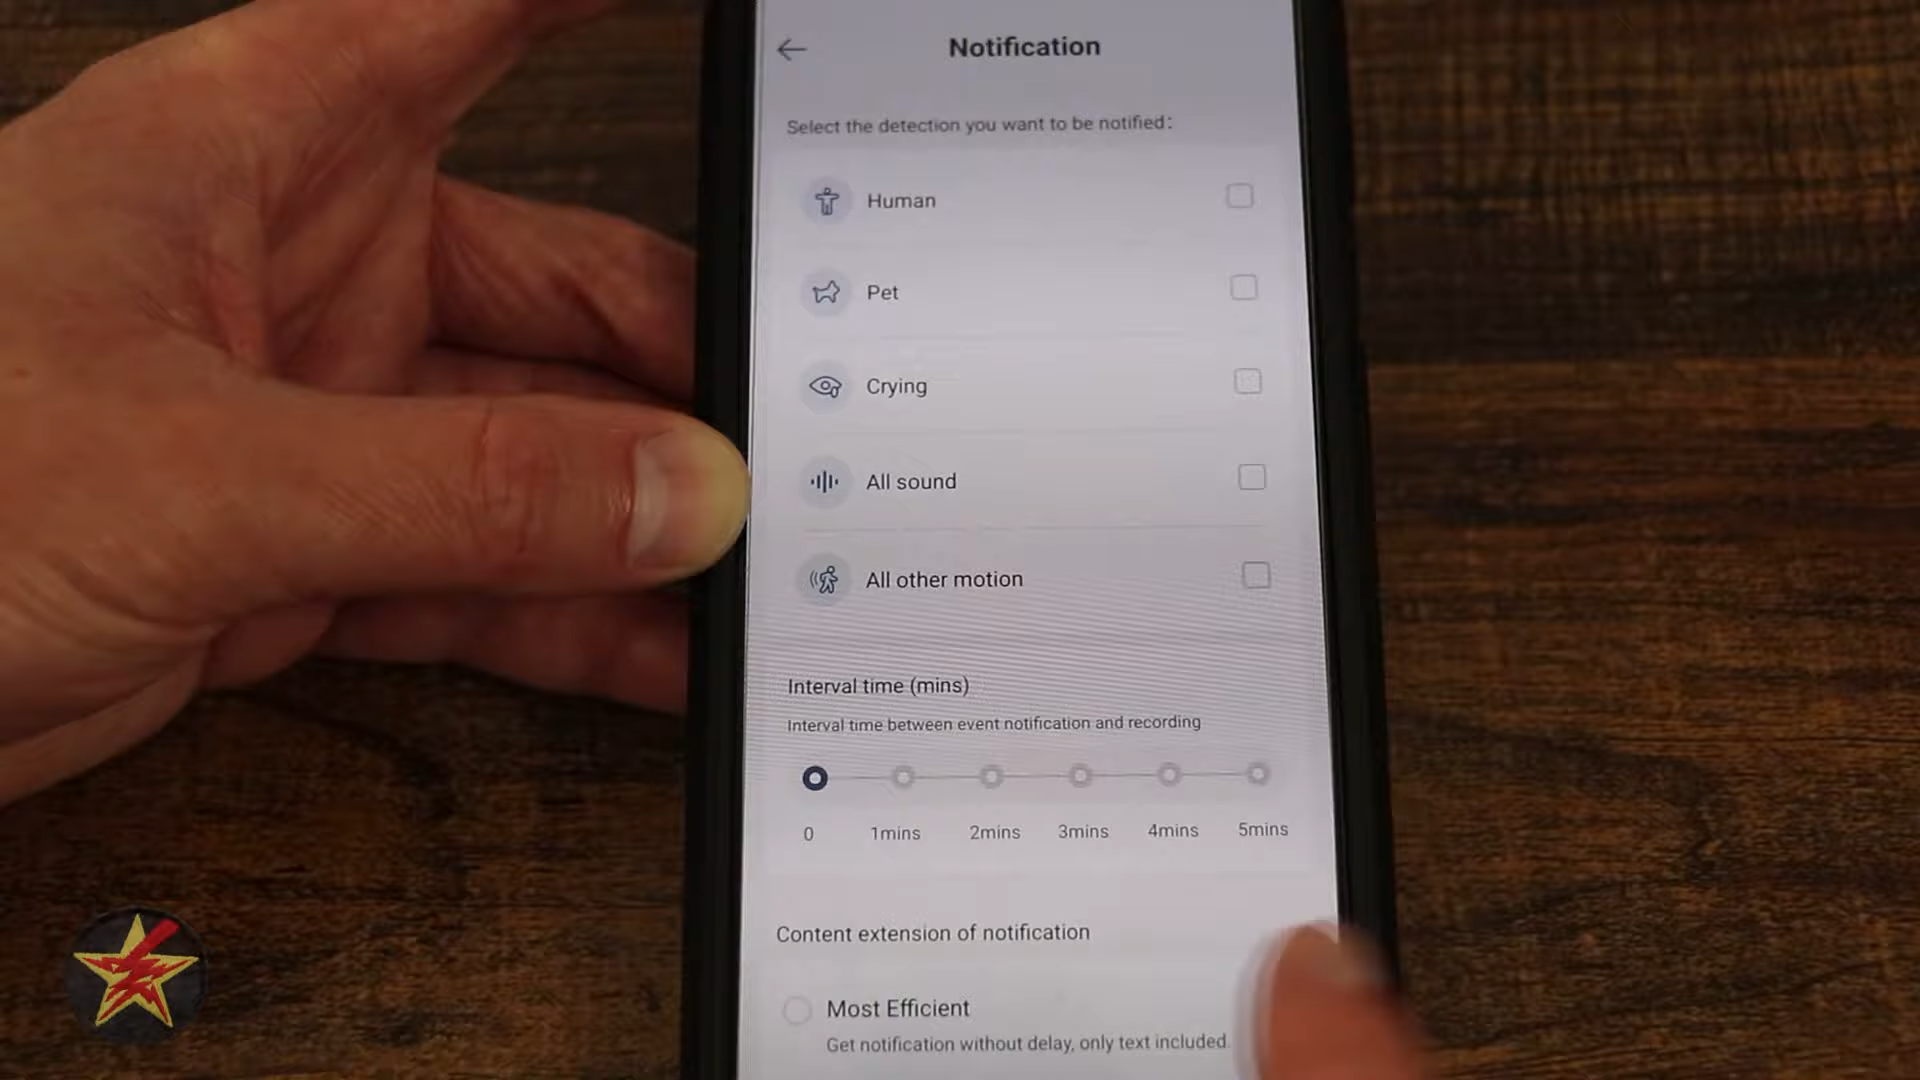 Notification
Select the detection you want to be notified:
Human
Pet
Crying
All sound
All other motion
Interval time (mins)
Interval time between event notification and recording
0 1mins 2mins 3mins 4mins 5mins
Content extension of notification
Most Efficient
Get notification without delay, only text included.